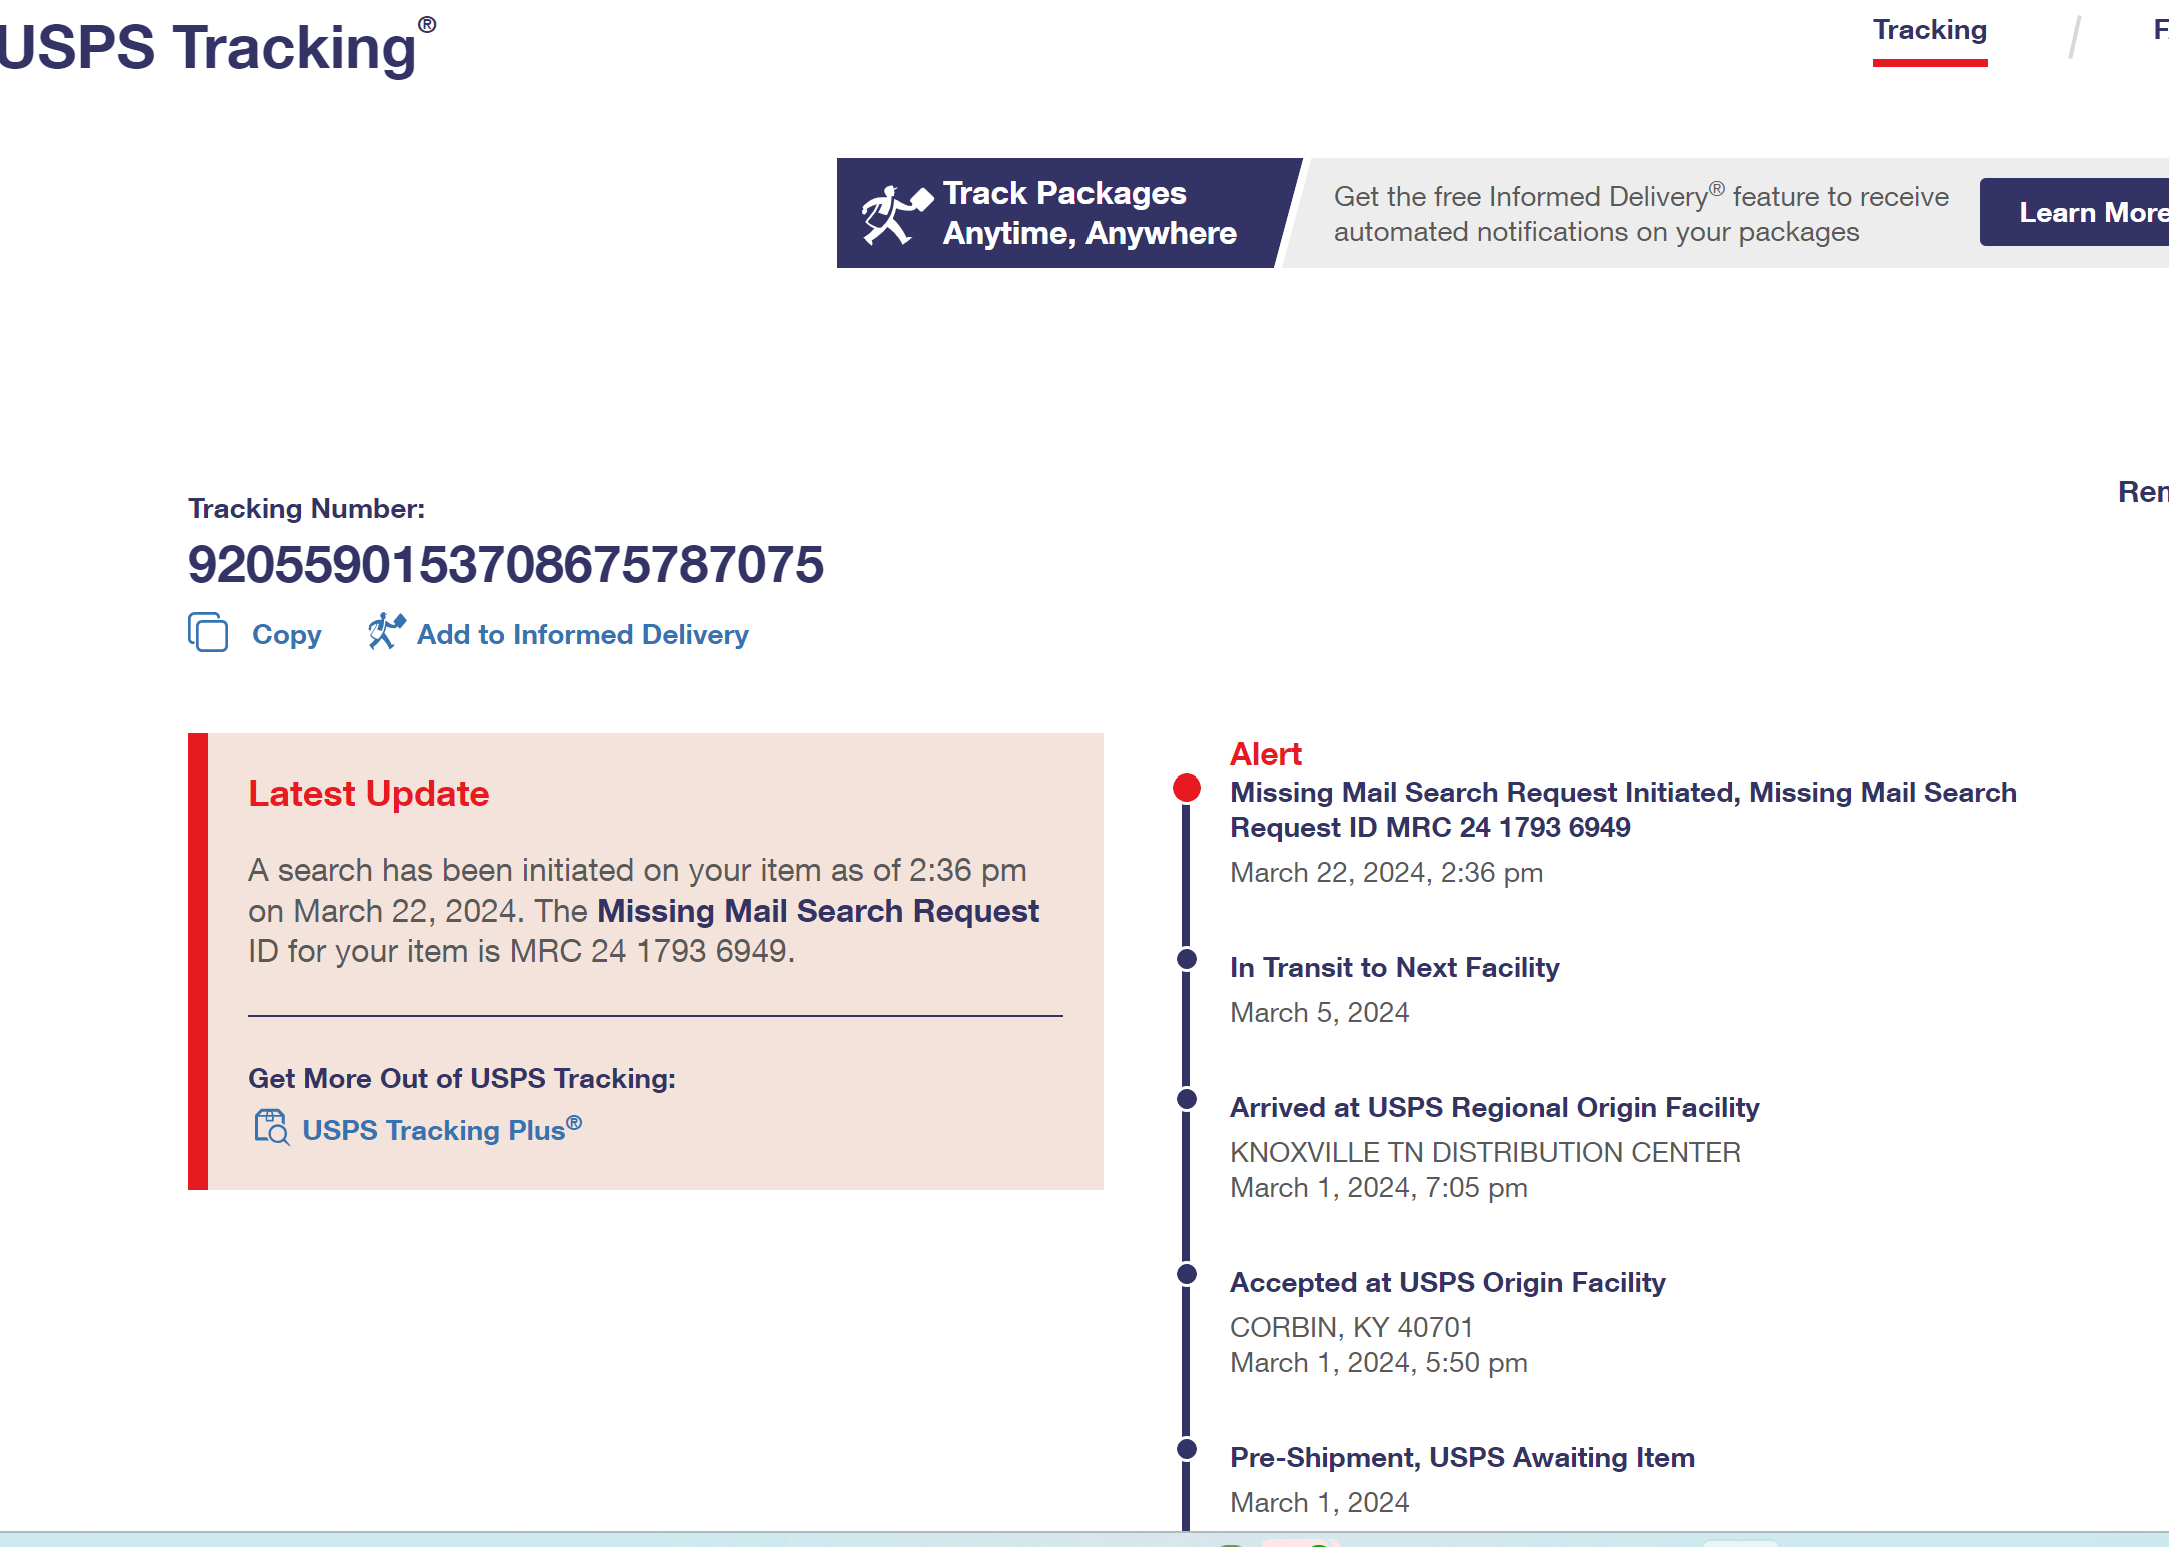 USPS Tracking®
Tracking
Track Packages
Anytime, Anywhere
Get the free Informed Delivery® feature to receive
automated notifications on your packages
Learn More
Tracking Number:
9205590153708675787075
Copy
Add to Informed Delivery
Latest Update
A search has been initiated on your item as of 2:36 pm
on March 22, 2024. The Missing Mail Search Request
ID for your item is MRC 24 1793 6949.
Get More Out of USPS Tracking:
USPS Tracking Plus®
Alert
Missing Mail Search Request Initiated, Missing Mail Search
Request ID MRC 24 1793 6949
March 22, 2024, 2:36 pm
In Transit to Next Facility
March 5, 2024
Arrived at USPS Regional Origin Facility
KNOXVILLE TN DISTRIBUTION CENTER
March 1, 2024, 7:05 pm
Accepted at USPS Origin Facility
CORBIN, KY 40701
March 1, 2024, 5:50 pm
Pre-Shipment, USPS Awaiting Item
March 1, 2024